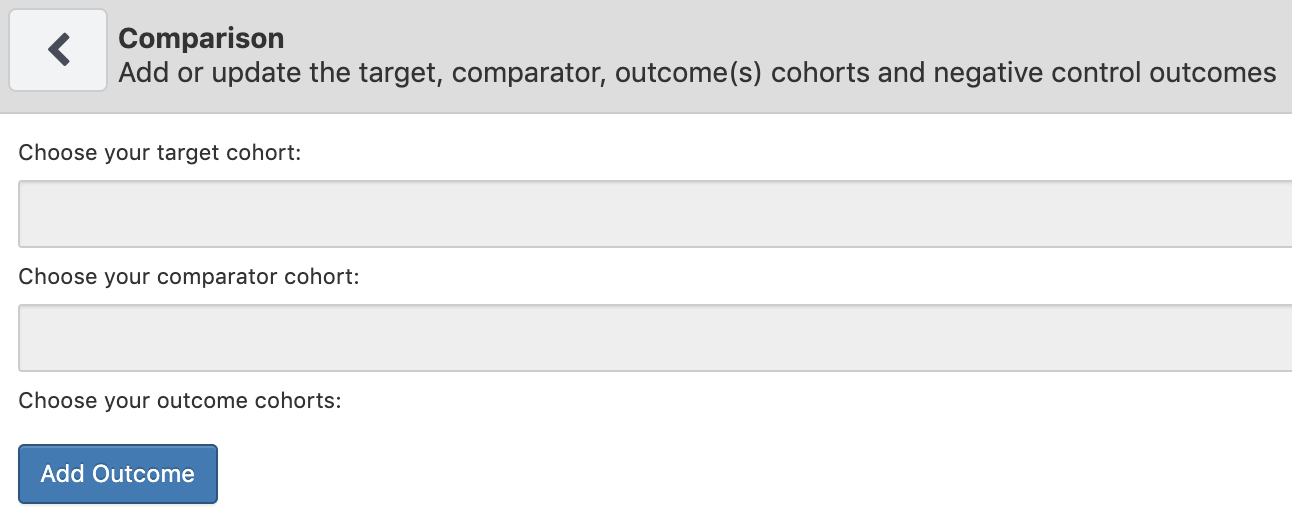 Comparison
Add or update the target, comparator, outcome(s) cohorts and negative control outcomes
Choose your target cohort:
Choose your comparator cohort:
Choose your outcome cohorts:
Add Outcome